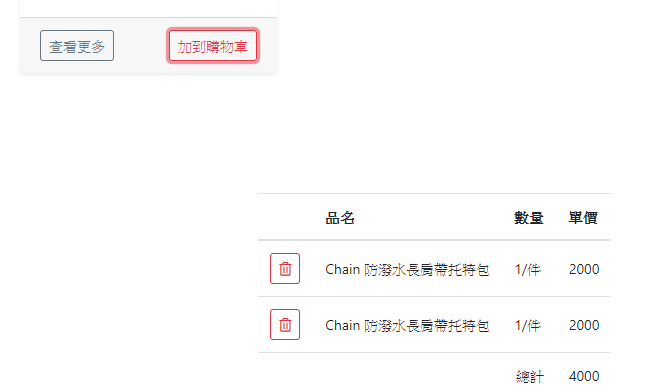 查看更多 加到購物車
品名 數量 單價
Chain 防潑水長肩帶托特包 1/件 2000
Chain 防潑水長肩帶托特包 1/件 2000
總計 4000